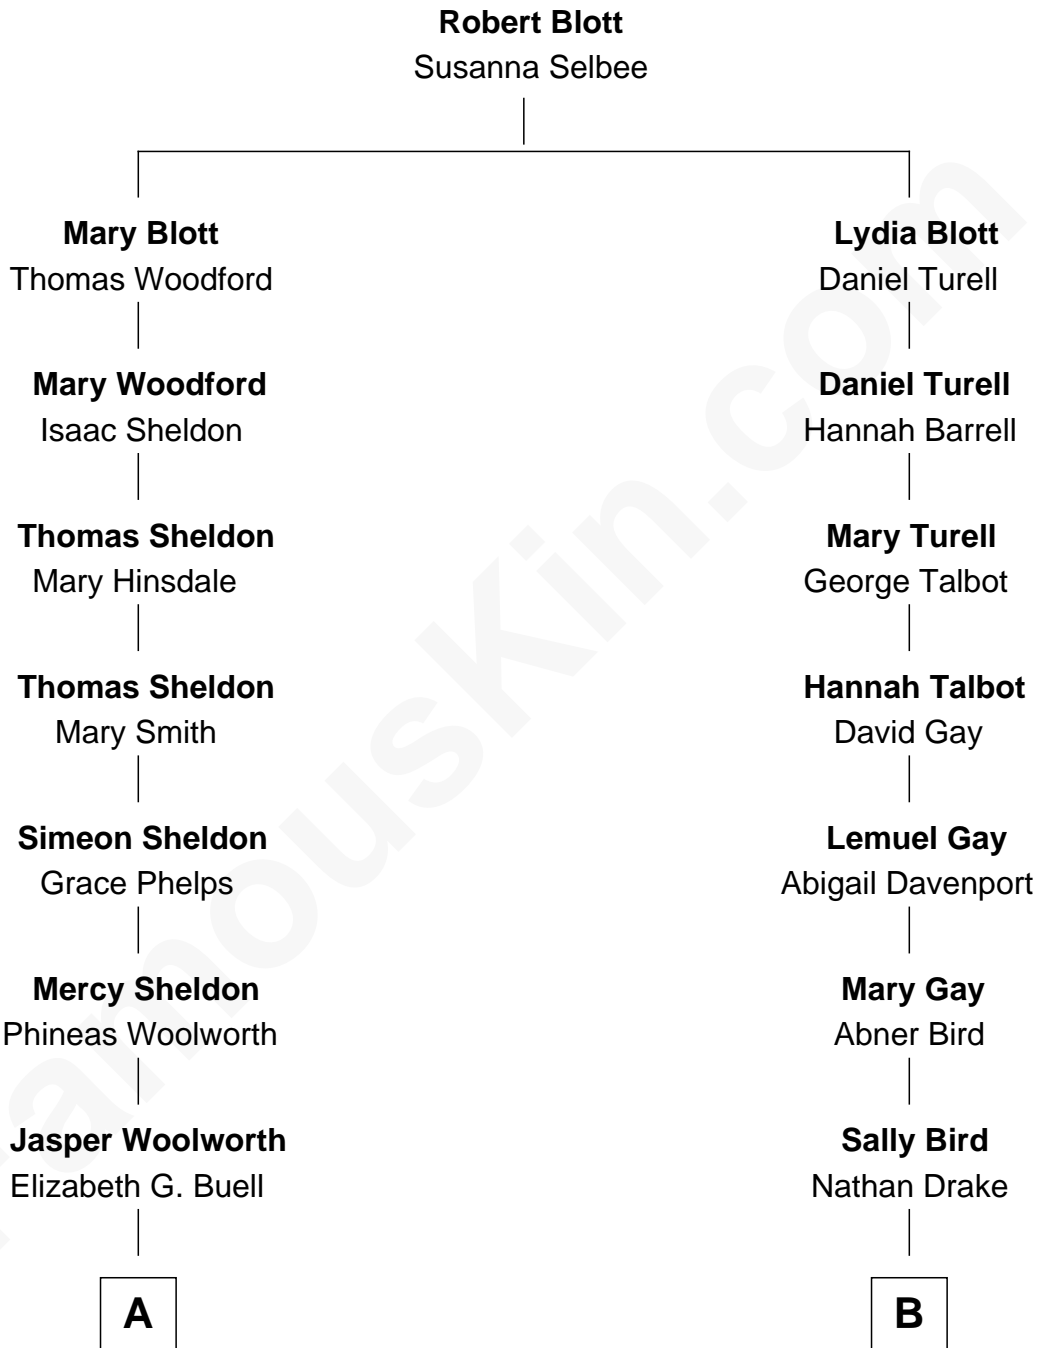 Robert Blott
Susanna Selbee
Mary Blott
Thomas Woodford
Lydia Blott
Daniel Turell
Mary Woodford
Isaac Sheldon
Daniel Turell
Hannah Barrell
Thomas Sheldon
Mary Hinsdale
Mary Turell
George Talbot
Thomas Sheldon
Mary Smith
Hannah Talbot
David Gay
Simeon Sheldon
Grace Phelps
Lemuel Gay
Abigail Davenport
Mercy Sheldon
Phineas Woolworth
Mary Gay
Abner Bird
Jasper Woolworth
Elizabeth G. Buell
Sally Bird
Nathan Drake
A
B
FamousKin.com